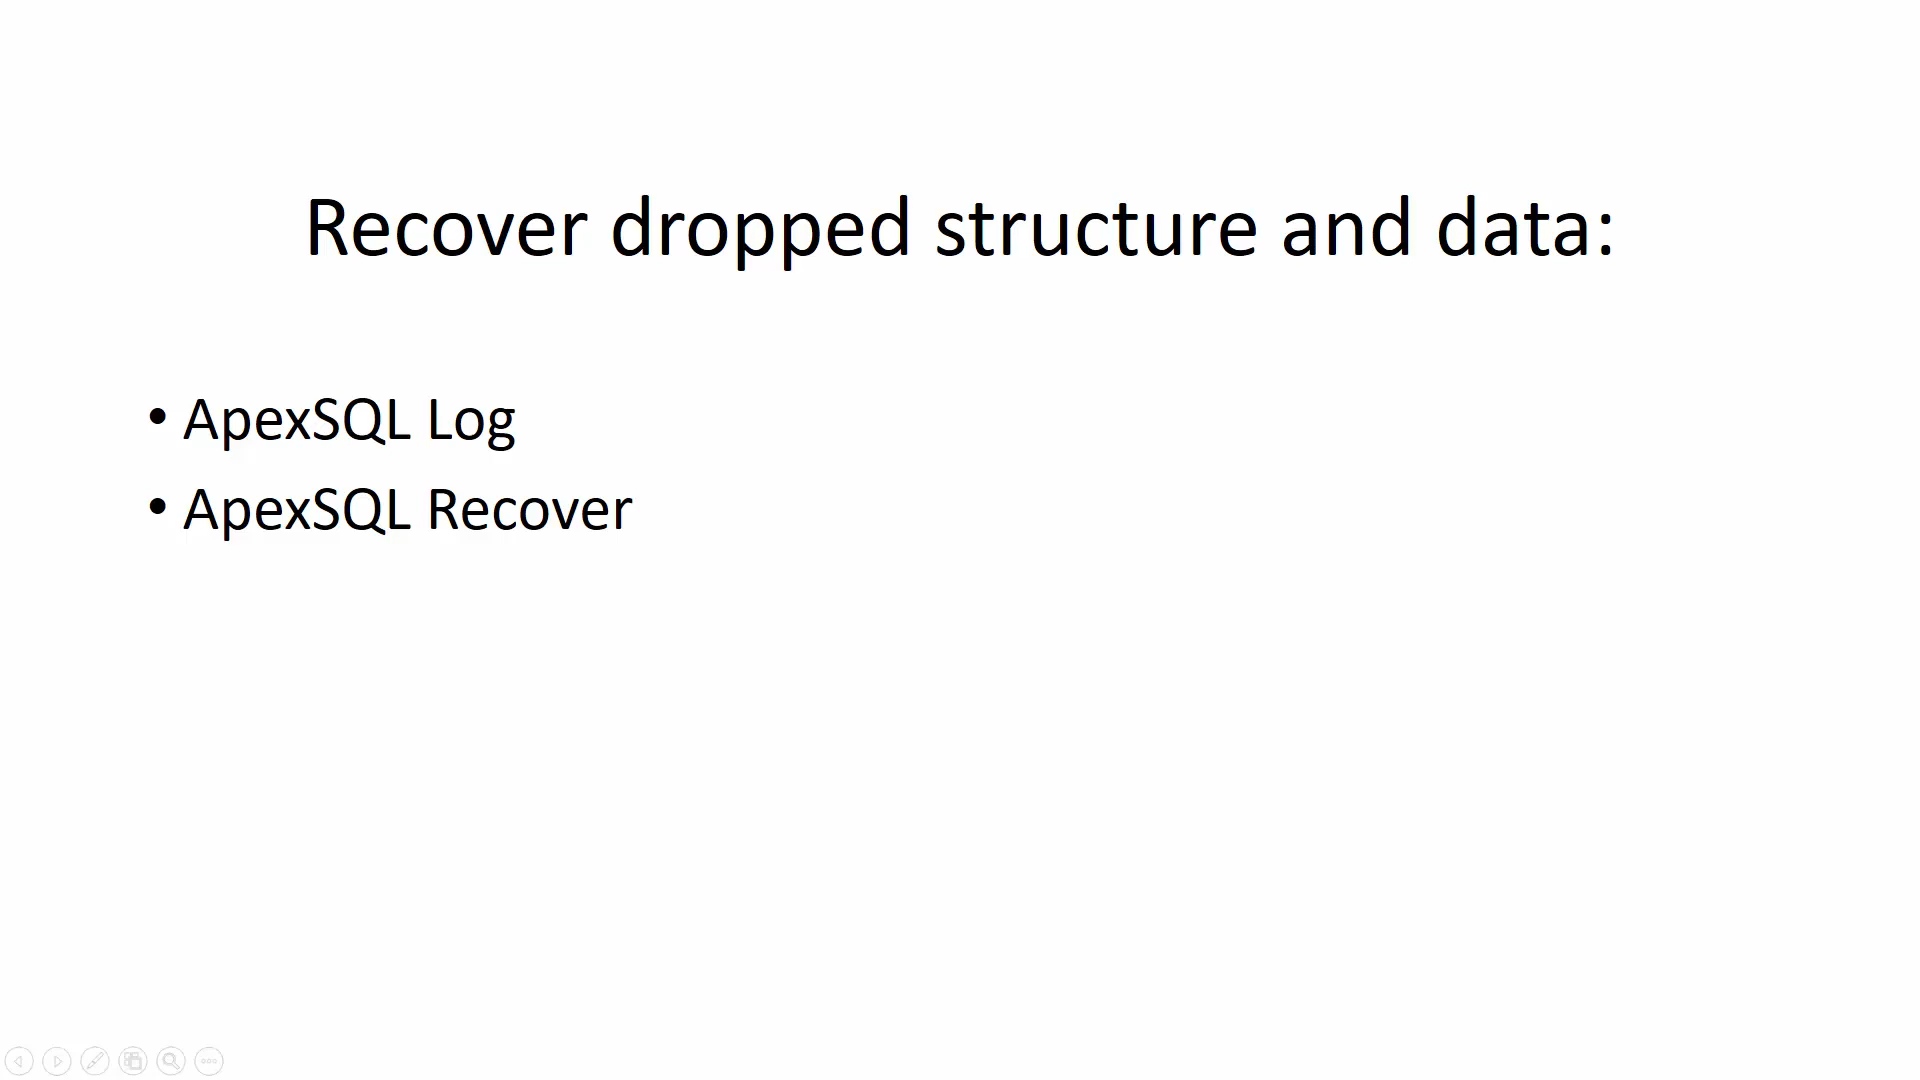 Recover dropped structure and data:
• ApexSQL Log
• ApexSQL Recover